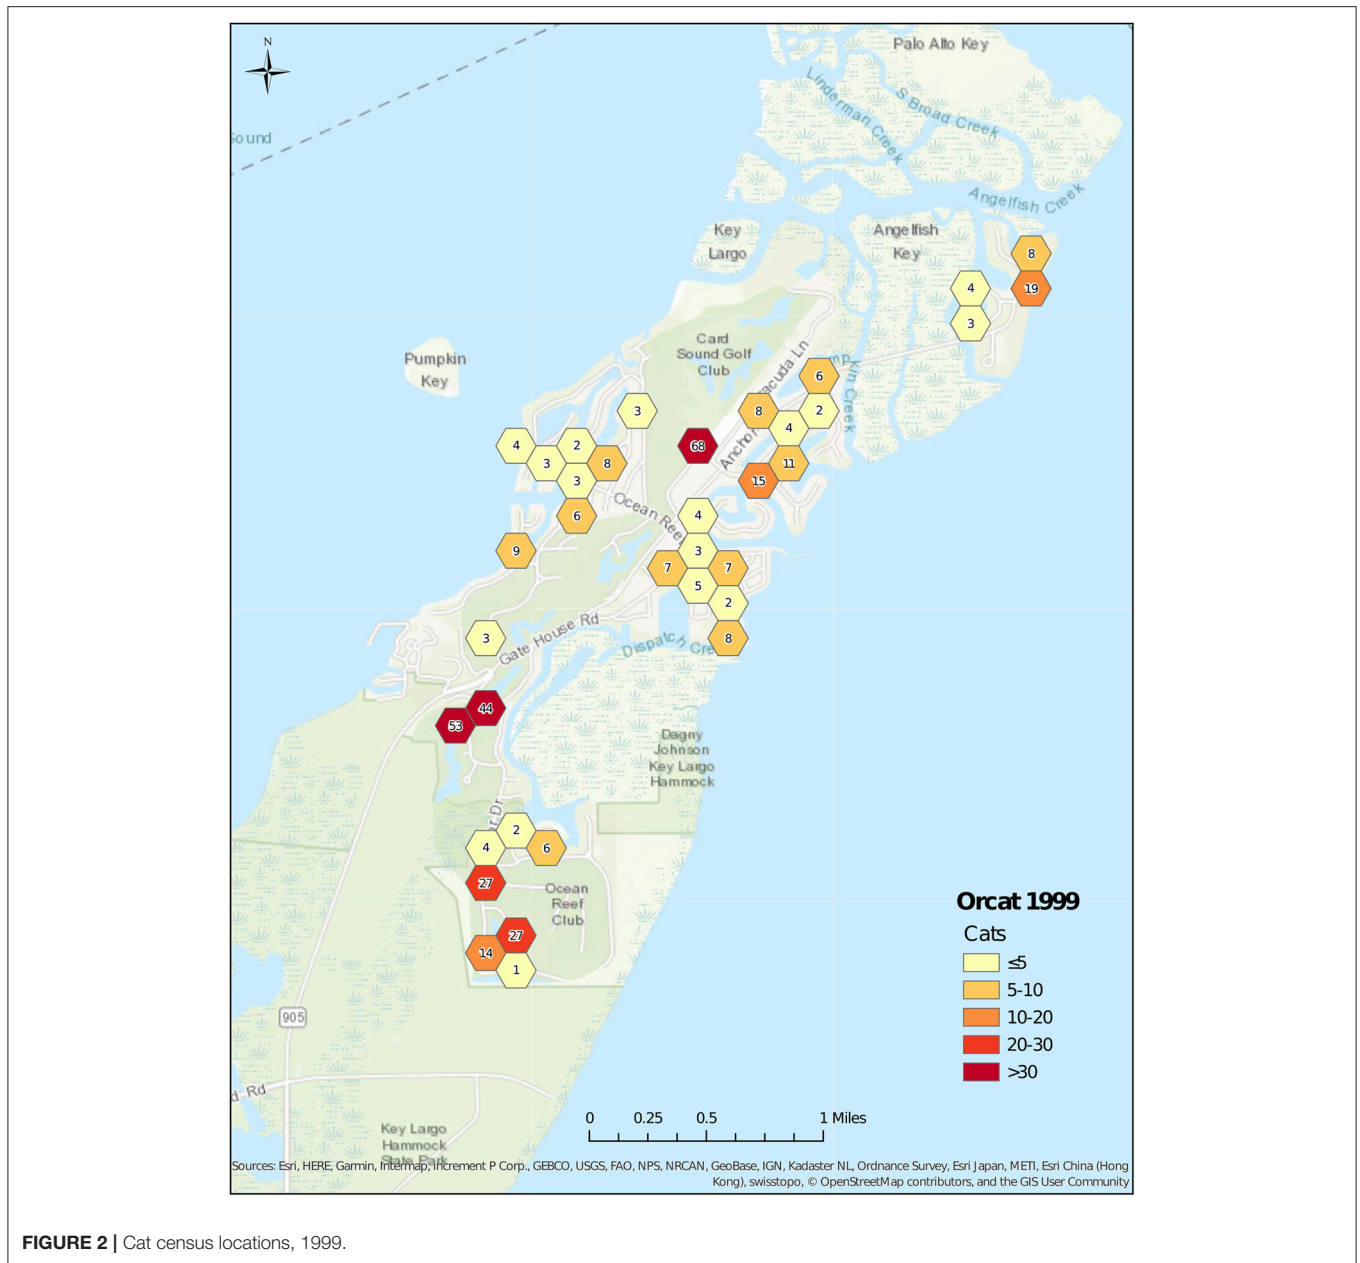 N
Palo Alto Key
Linderman Creek
S Broad Creek
Sound
Angelfish Creek
Key
Largo
Angelfish
Key
8
4
19
3
Card
Sound Golf
Club
Pumpkin
Key
6
3
8
2
4
Anchor
4
2
68
3
8
11
3
15
Ocean Reef
6
4
9
3
7
7
5
2
3
Gate House Rd
8
44
53
Dagny
Johnson
Key Largo
Hammock
2
4
6
27
Ocean
Reef
Club
27
14
1
905
Key Largo
Hammock
State Park
Orcat 1999
Cats
≤5
5-10
10-20
20-30
>30
0 0.25 0.5 1 Miles
Sources: Esri, HERE, Garmin, Intermap, increment P Corp., GEBCO, USGS, FAO, NPS, NRCAN, GeoBase, IGN, Kadaster NL, Ordnance Survey, Esri Japan, METI, Esri China (Hong
Kong), swisstopo, © OpenStreetMap contributors, and the GIS User Community
FIGURE 2 | Cat census locations, 1999.